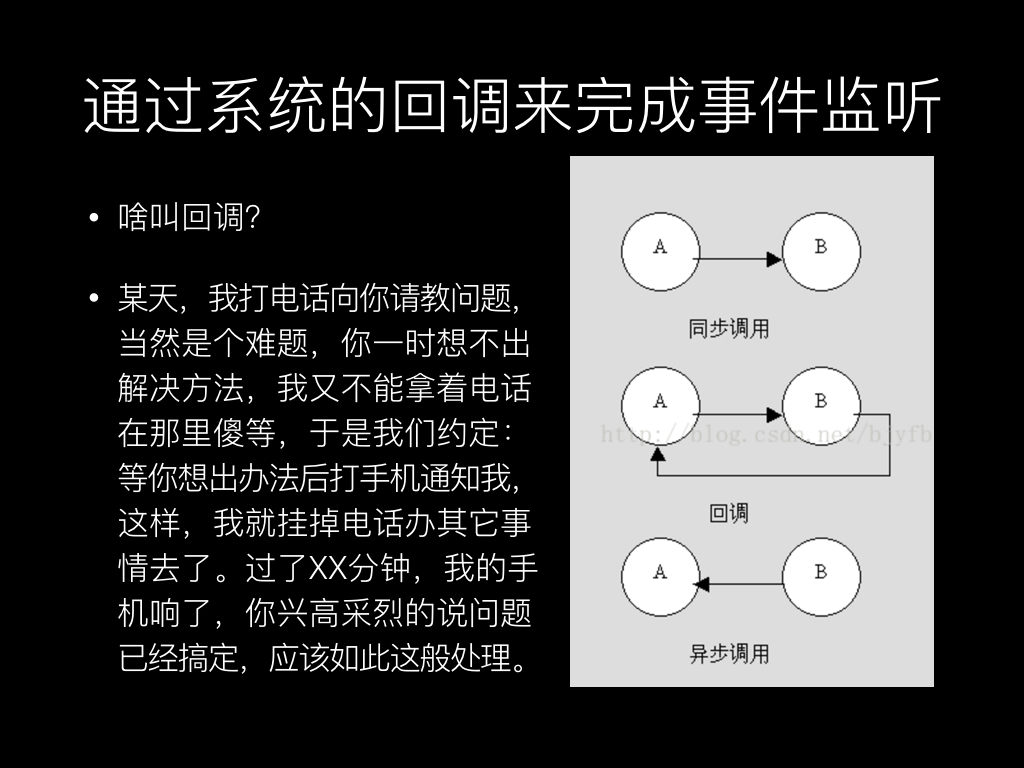 通过系统的回调来完成事件监听
• 啥叫回调？
• 某天，我打电话向你请教问题，
当然是个难题，你一时想不出
解决方法，我又不能拿着电话
在那里傻等，于是我们约定：
等你想出办法后打手机通知我，
这样，我就挂掉电话办其它事
情去了。过了XX分钟，我的手
机响了，你兴高采烈的说问题
已经搞定，应该如此这般处理。
A
B
同步调用
A
B
http://blog.csdn.net/bjyfb
回调
A
B
异步调用